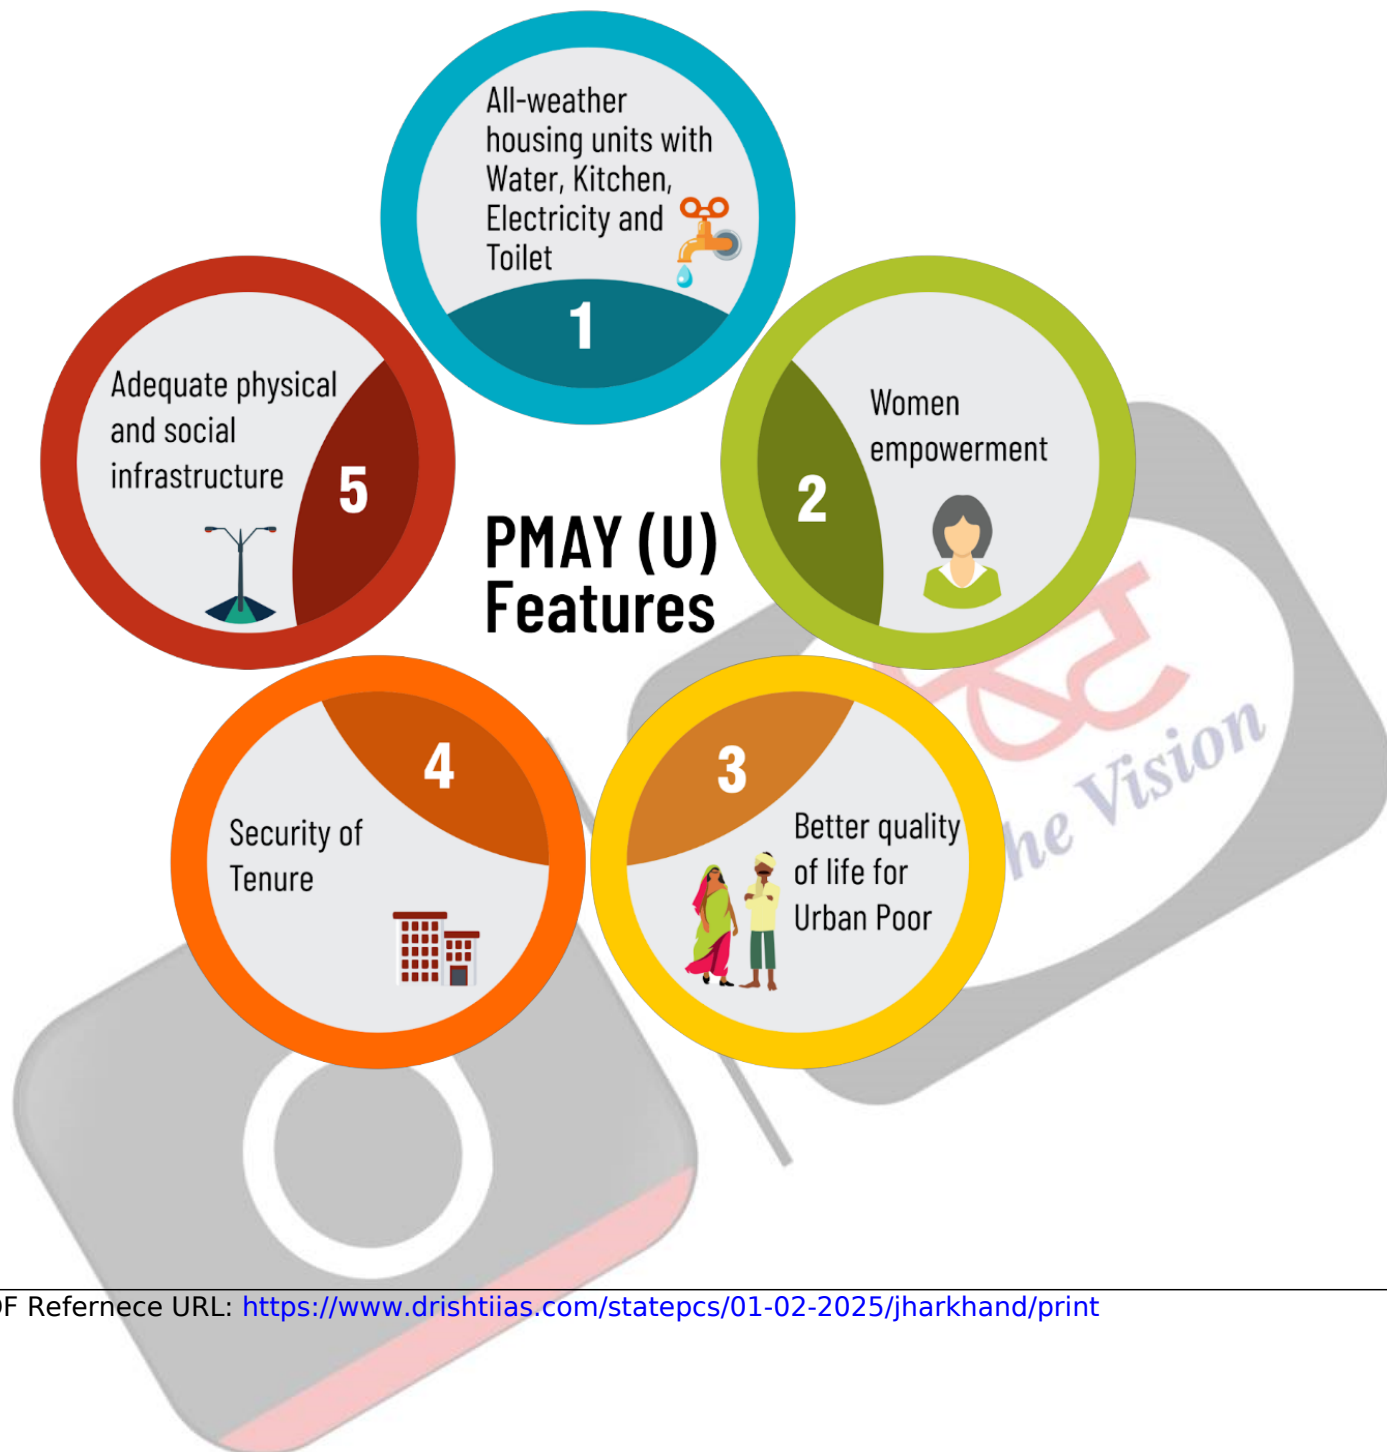 All-weather
housing units with
Water, Kitchen,
Electricity and
Toilet
1
Women
empowerment
2
3
Better quality
of life for
Urban Poor
4
Security of
Tenure
Adequate physical
and social
infrastructure
5
PMAY (U)
Features
he Vision
F Refernece URL: https://www.drishtiias.com/statepcs/01-02-2025/jharkhand/print